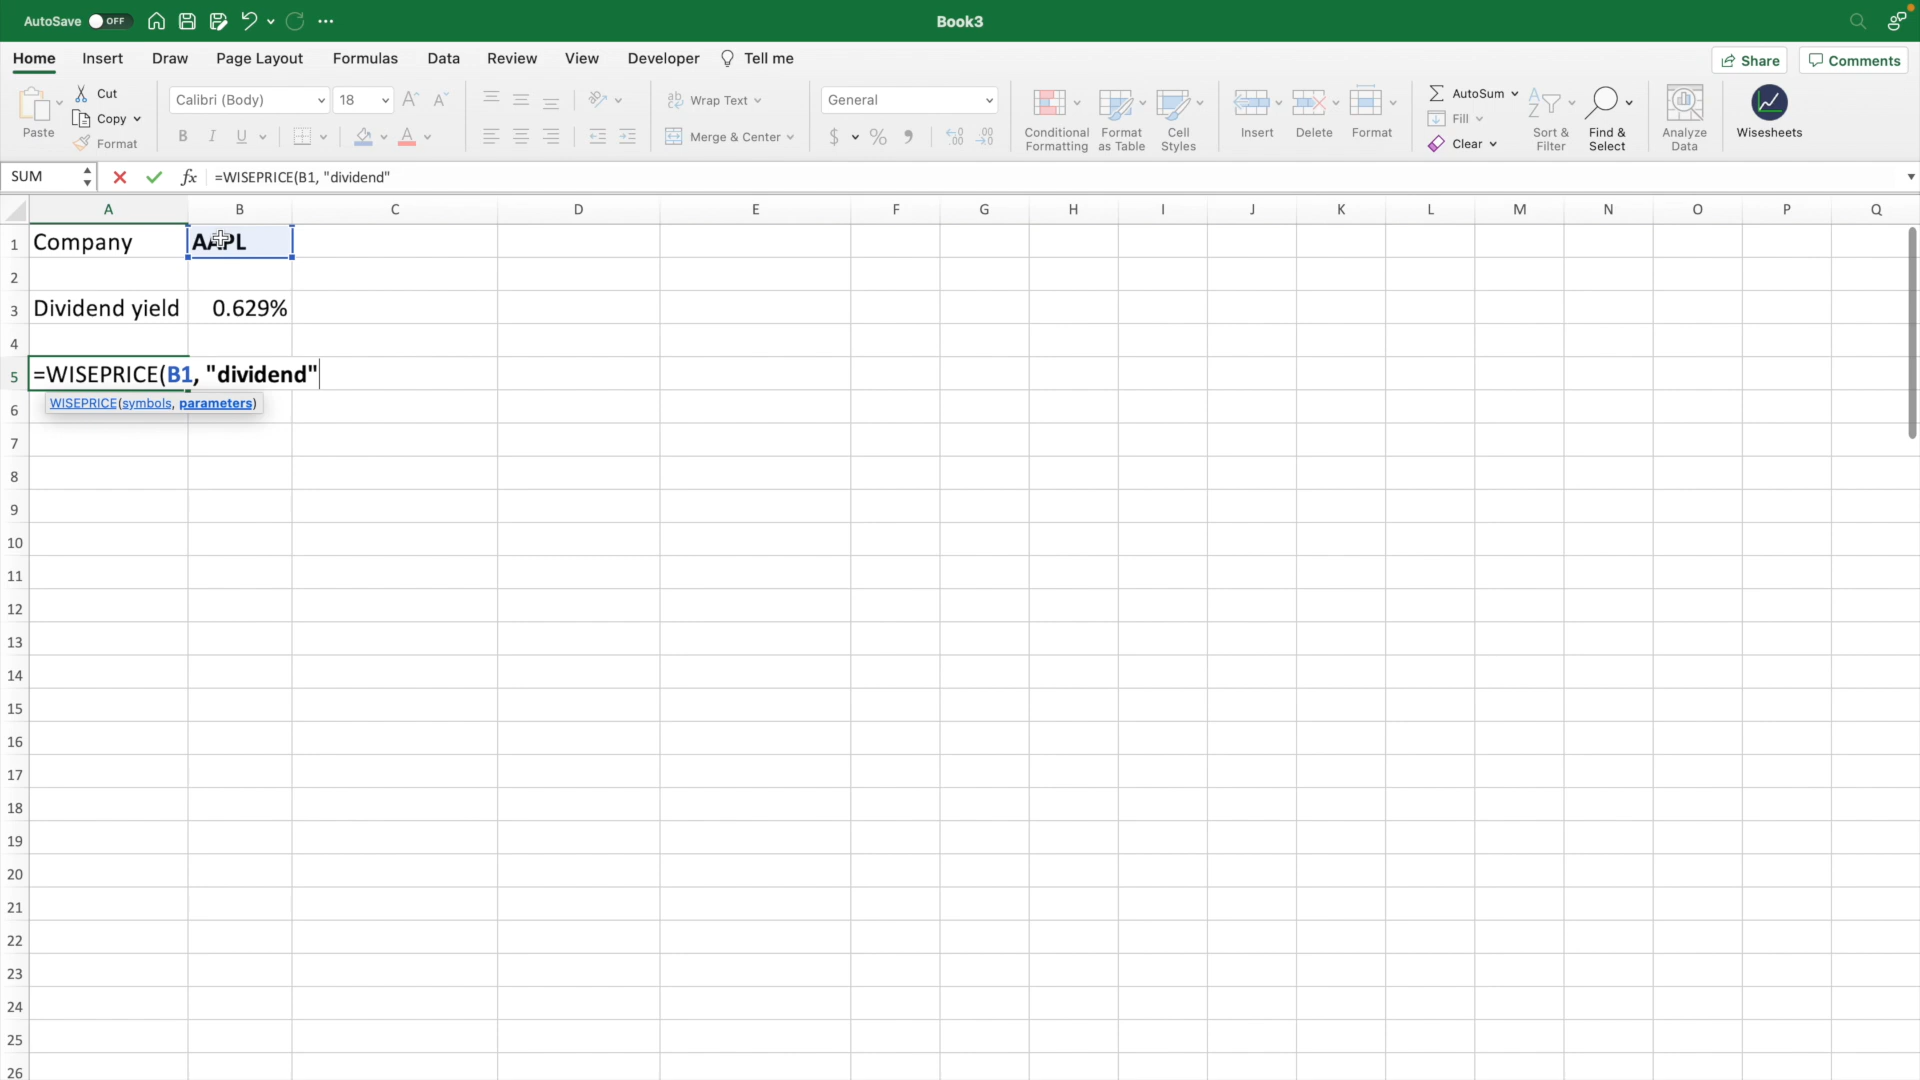 AutoSave OFF Book3
Home Insert Draw Page Layout Formulas Data Review View Developer Tell me Share Comments
Paste Cut Copy Format
Calibri (Body) 18
B I U A
Wrap Text
Merge & Center
General
$ %
Conditional Formatting
Format as Table
Cell Styles
Insert Delete Format
AutoSum
Fill
Clear
Sort & Filter
Find & Select
Analyze Data
Wisesheets
SUM fx =WISEPRICE(B1, "dividend"
A B C D E F G H I J K L M N O P Q
1 Company AAPL
2
3 Dividend yield 0.629%
4
5 =WISEPRICE(B1, "dividend"
WISEPRICE(symbols, parameters)
6
7
8
9
10
11
12
13
14
15
16
17
18
19
20
21
22
23
24
25
26